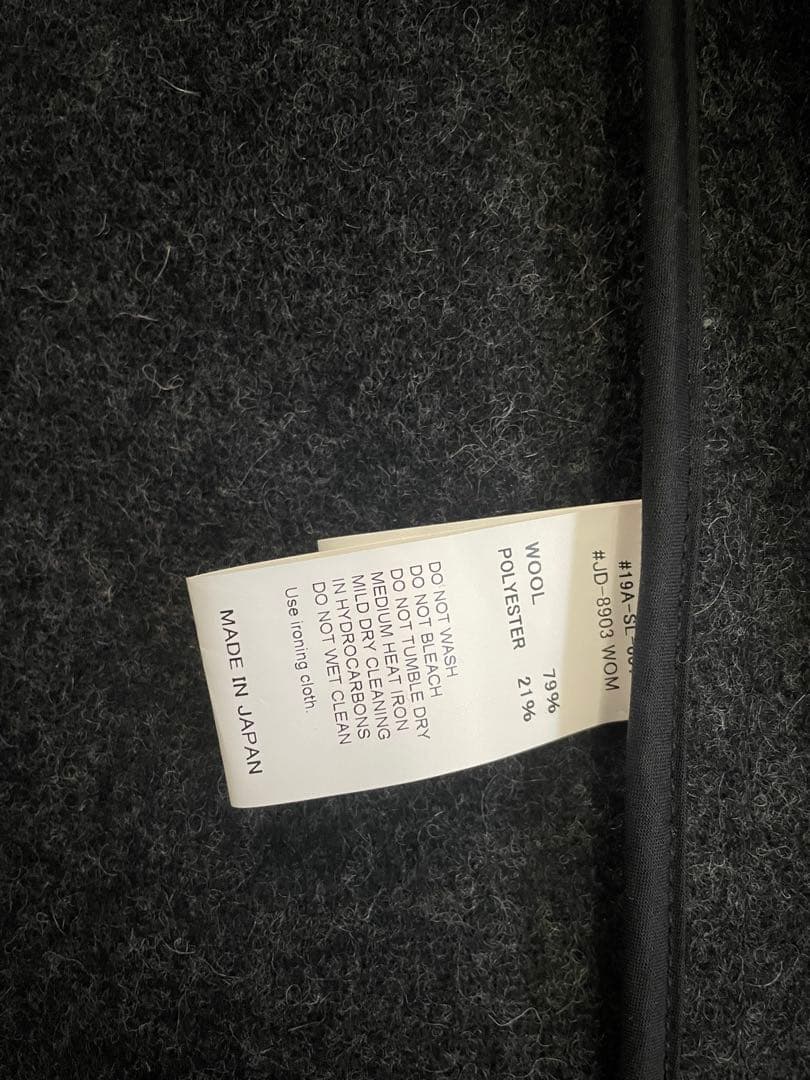 #19A-SL-
#JD-8903 WOM
WOOL 79%
POLYESTER 21%
DO NOT WASH
DO NOT BLEACH
DO NOT TUMBLE DRY
MEDIUM HEAT IRON
MILD DRY CLEANING
IN HYDROCARBONS
DO NOT WET CLEAN
Use ironing cloth.
MADE IN JAPAN